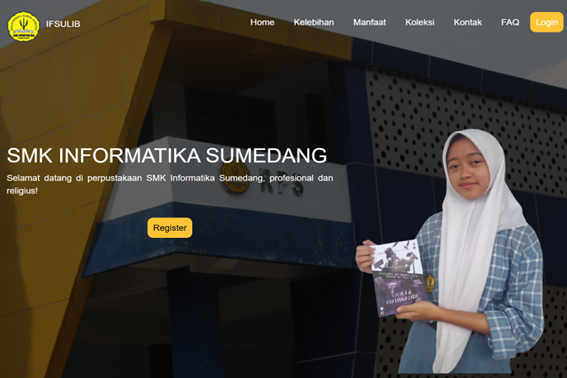 IFSULIB
Home Kelebihan Manfaat Koleksi Kontak FAQ Login
SMK INFORMATIKA SUMEDANG
Selamat datang di perpustakaan SMK Informatika Sumedang, profesional dan
religius!
Register